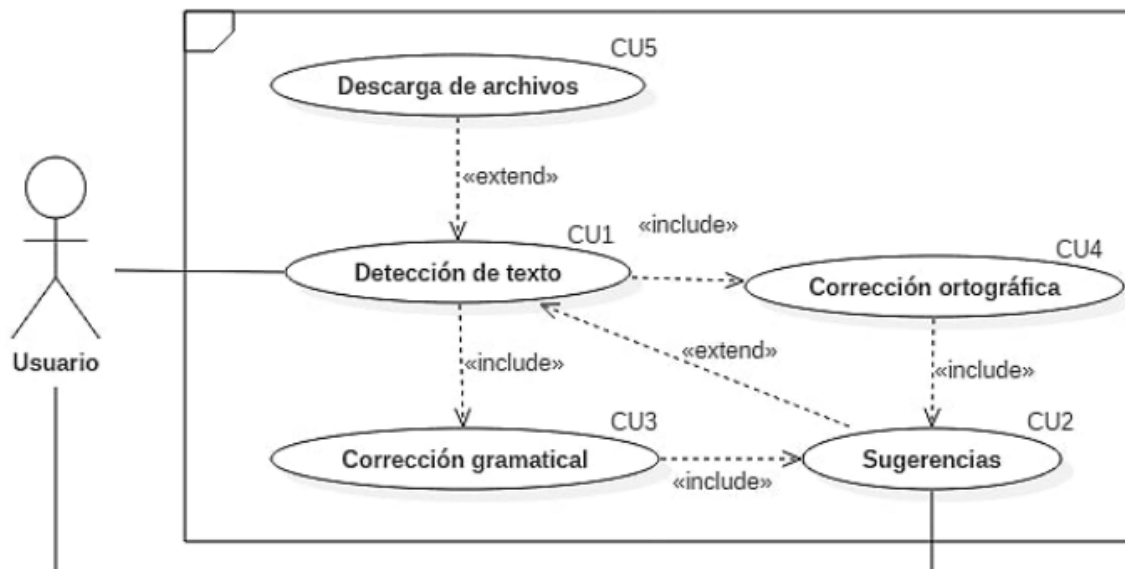 CU5
Descarga de archivos
«extend»
CU1
«include»
Detección de texto
CU4
Corrección ortográfica
Usuario
«include»
«extend»
«include»
CU3
CU2
Corrección gramatical
«include»
Sugerencias